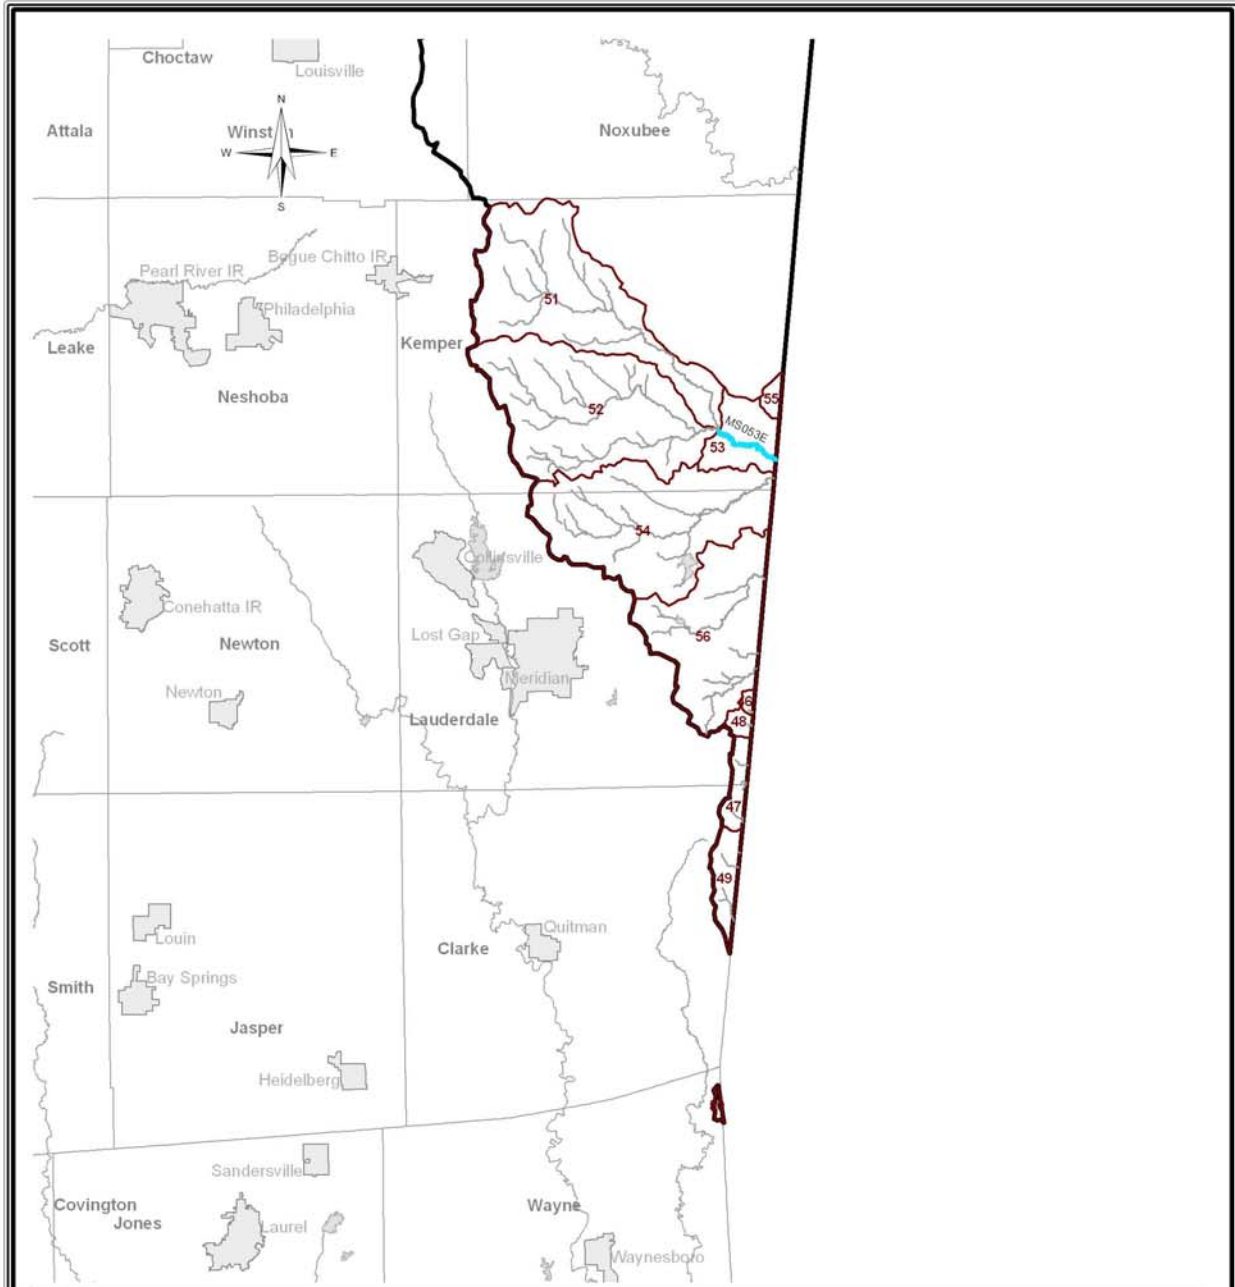 Choctaw
Louisville
N
Attala
Winst n
Noxubee
W
E
S
Bogue Chitto IR
Pearl River IR
51
Philadelphia
Kemper
Leake
Neshoba
55
52
MS053E
53
54
Collinsville
Conehatta IR
Lost Gap
56
Scott
Newton
Meridian
Newton
46
Lauderdale
48
47
49
Quitman
Louin
Clarke
Bay Springs
Smith
Jasper
Heidelberg
Sandersville
Covington
Wayne
Jones
Laurel
Waynesboro